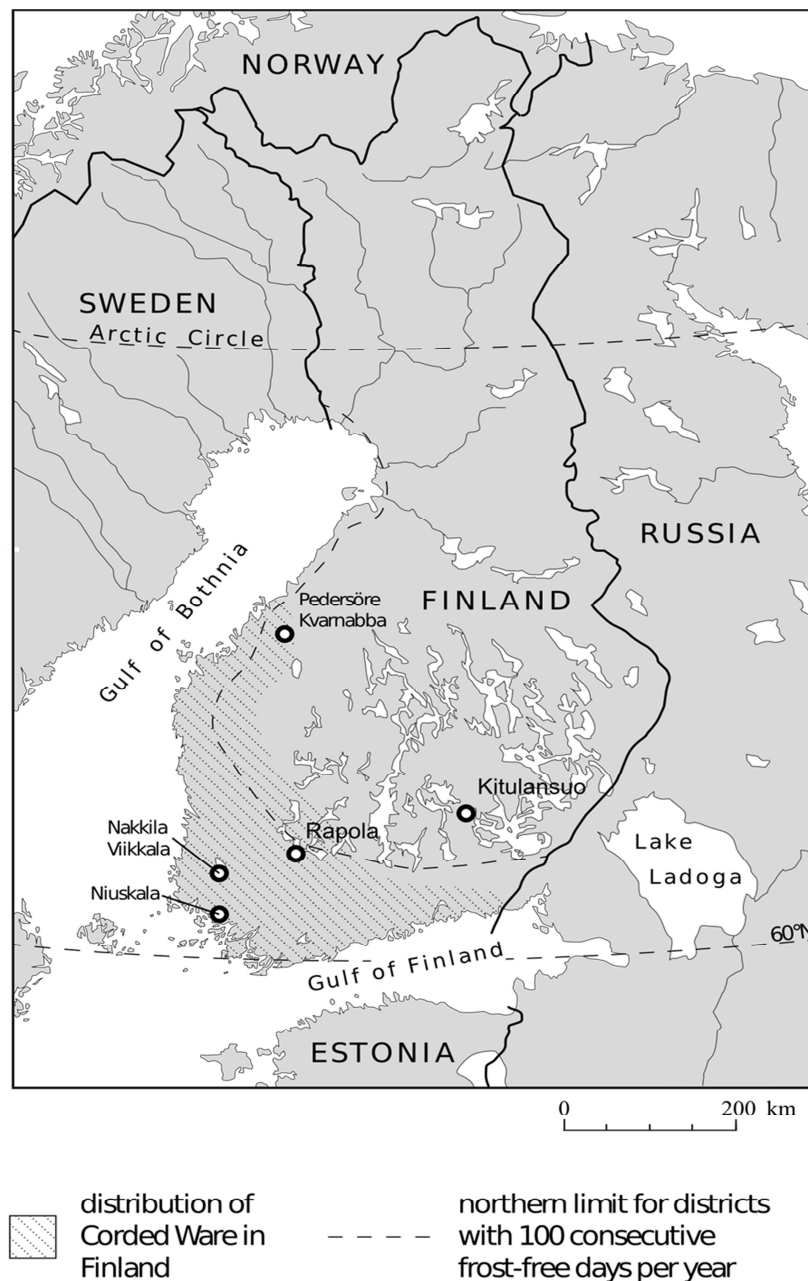 NORWAY
SWEDEN
Arctic Circle
RUSSIA
Gulf of Bothnia
Pedersöre
Kvarnabba
FINLAND
Kitulansuo
Nakkila
Viikkala
Rapola
Lake
Ladoga
Niuskala
60°N
Gulf of Finland
ESTONIA
0 200 km
distribution of
Corded Ware in
Finland
northern limit for districts
with 100 consecutive
frost-free days per year